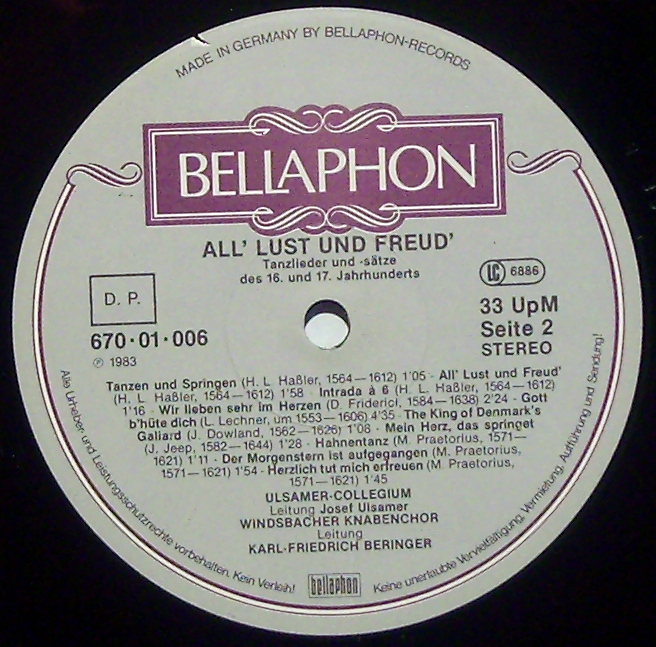 MADE IN GERMANY BY BELLAPHON-RECORDS
BELLAPHON
ALL' LUST UND FREUD'
Tanzlieder und -sätze
des 16. und 17. Jahrhunderts
D. P.
LC 6886
670·01·006
℗ 1983
33 UpM
Seite 2
STEREO
Tanzen und Springen (H. L. Haßler, 1564—1612) 1'05 · All' Lust und Freud'
(H. L. Haßler, 1564—1612) 1'58 · Intrada à 6 (H. L. Haßler, 1564—1612)
1'16 · Wir lieben sehr im Herzen (D. Friderici, 1584—1638) 2'24 · Gott
b'hüte dich (L. Lechner, um 1553—1606) 4'35 · The King of Denmark's
Galiard (J. Dowland, 1562—1626) 1'08 · Mein Herz, das springet
(J. Jeep, 1582—1644) 1'28 · Hahnentanz (M. Praetorius, 1571—
1621) 1'11 · Der Morgenstern ist aufgegangen (M. Praetorius,
1571—1621) 1'54 · Herzlich tut mich erfreuen (M. Praetorius,
1571—1621) 1'45
ULSAMER-COLLEGIUM
Leitung Josef Ulsamer
WINDSBACHER KNABENCHOR
Leitung
KARL-FRIEDRICH BERINGER
Alle Urheber- und Leistungsschutzrechte vorbehalten. Kein Verleih!
bellaphon
Keine unerlaubte Vervielfältigung, Vermietung, Aufführung und Sendung!